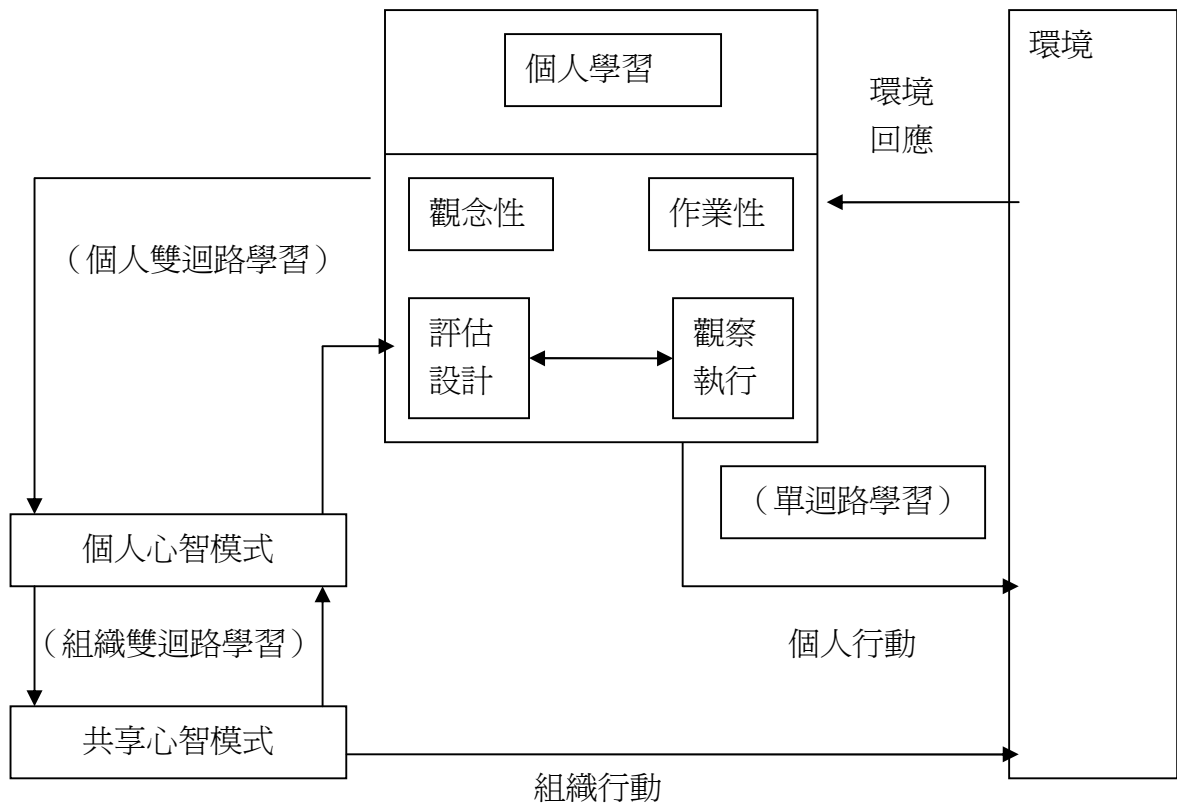 個人學習
環境
環境
回應
觀念性
作業性
（個人雙迴路學習）
評估
設計
觀察
執行
（單迴路學習）
個人心智模式
（組織雙迴路學習）
個人行動
共享心智模式
組織行動